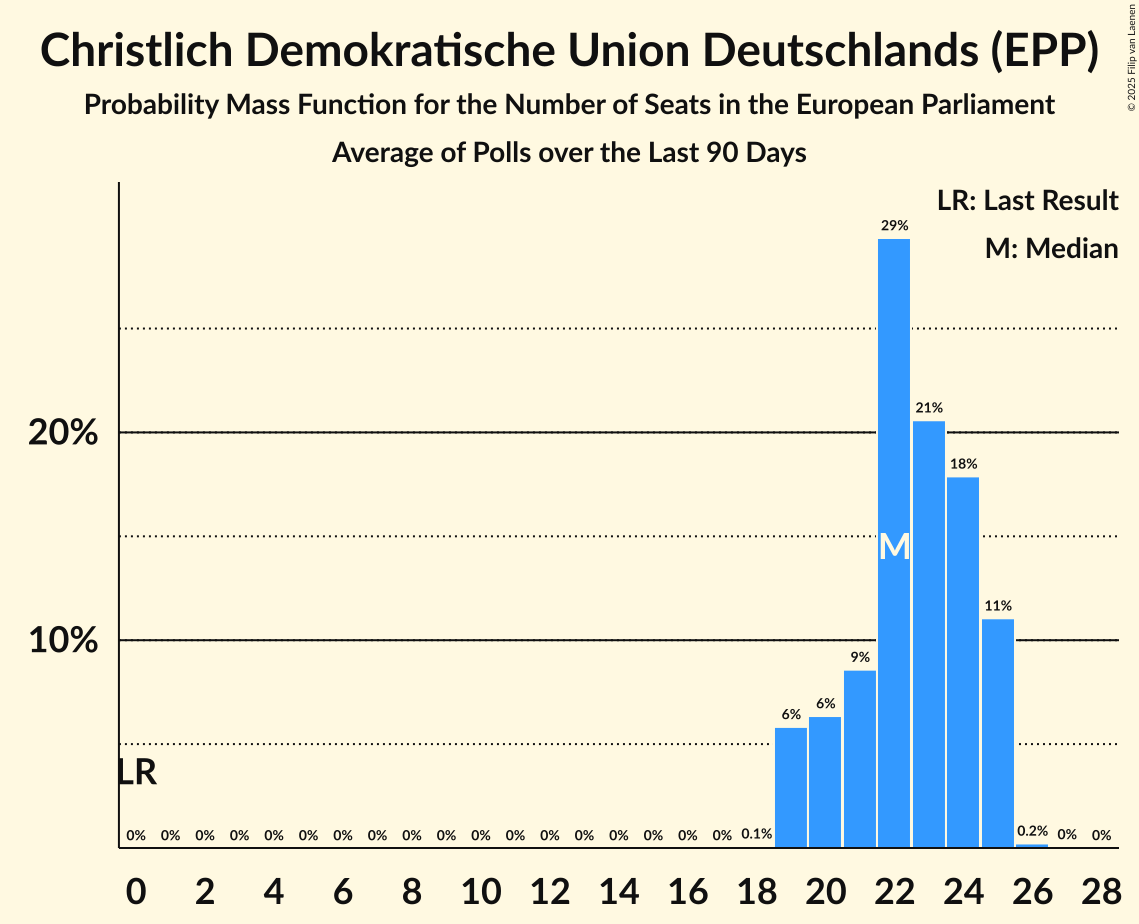 Christlich Demokratische Union Deutschlands (EPP)
Probability Mass Function for the Number of Seats in the European Parliament
Average of Polls over the Last 90 Days
© 2025 Filip van Laenen
LR: Last Result
M: Median
29%
21%
20%
18%
M
11%
10%
9%
6%
6%
LR
0% 0% 0% 0% 0% 0% 0% 0% 0% 0% 0% 0% 0% 0% 0% 0% 0% 0% 0.1% 0.2% 0% 0%
0 2 4 6 8 10 12 14 16 18 20 22 24 26 28